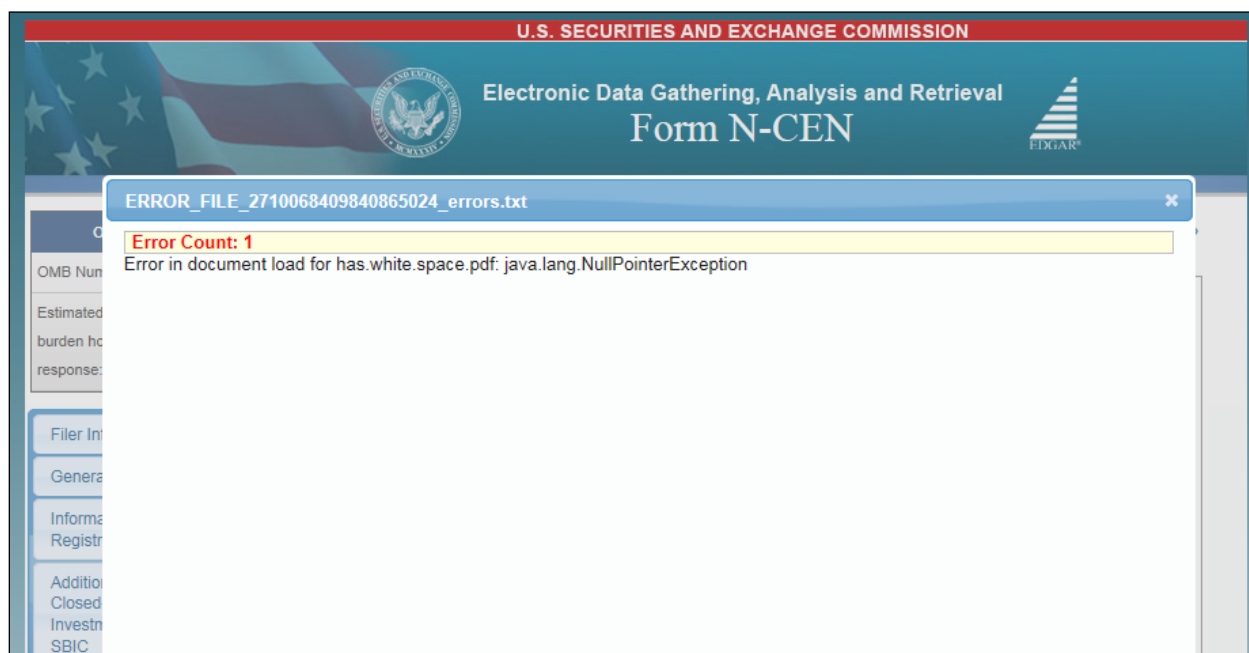 U.S. SECURITIES AND EXCHANGE COMMISSION
Electronic Data Gathering, Analysis and Retrieval
Form N-CEN
EDGAR®
ERROR_FILE_2710068409840865024_errors.txt
Error Count: 1
Error in document load for has.white.space.pdf: java.lang.NullPointerException
O
OMB Num
Estimated
burden ho
response:
Filer In
Genera
Informa
Registr
Additio
Closed-
Investm
SBIC